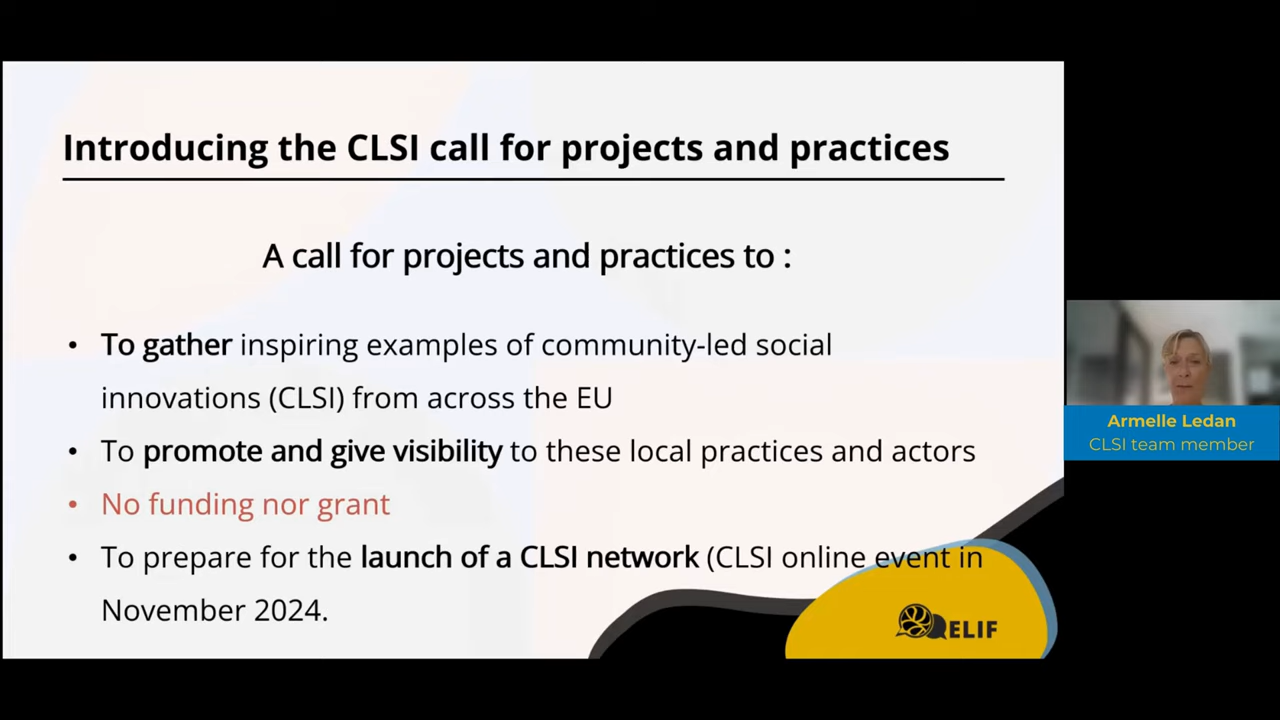 Introducing the CLSI call for projects and practices
A call for projects and practices to :
• To gather inspiring examples of community-led social
innovations (CLSI) from across the EU
• To promote and give visibility to these local practices and actors
• No funding nor grant
• To prepare for the launch of a CLSI network (CLSI online event in
November 2024.
ELIF
Armelle Ledan
CLSI team member